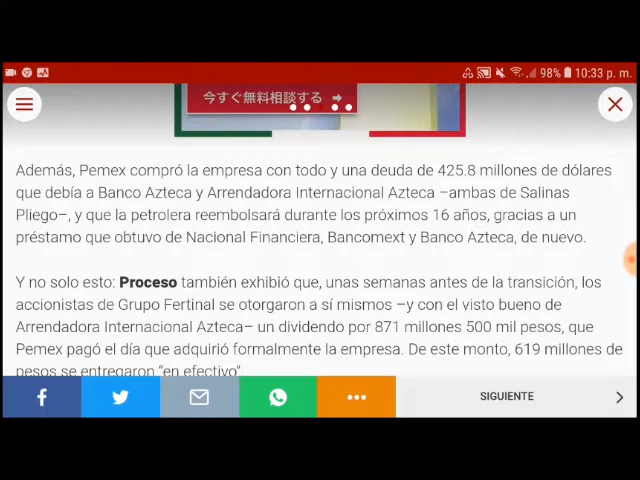 98% 10:33 p. m.
今すぐ無料相談する
Además, Pemex compró la empresa con todo y una deuda de 425.8 millones de dólares
que debía a Banco Azteca y Arrendadora Internacional Azteca –ambas de Salinas
Pliego–, y que la petrolera reembolsará durante los próximos 16 años, gracias a un
préstamo que obtuvo de Nacional Financiera, Bancomext y Banco Azteca, de nuevo.
Y no solo esto: Proceso también exhibió que, unas semanas antes de la transición, los
accionistas de Grupo Fertinal se otorgaron a sí mismos –y con el visto bueno de
Arrendadora Internacional Azteca– un dividendo por 871 millones 500 mil pesos, que
Pemex pagó el día que adquirió formalmente la empresa. De este monto, 619 millones de
pesos se entregaron “en efectivo“
SIGUIENTE